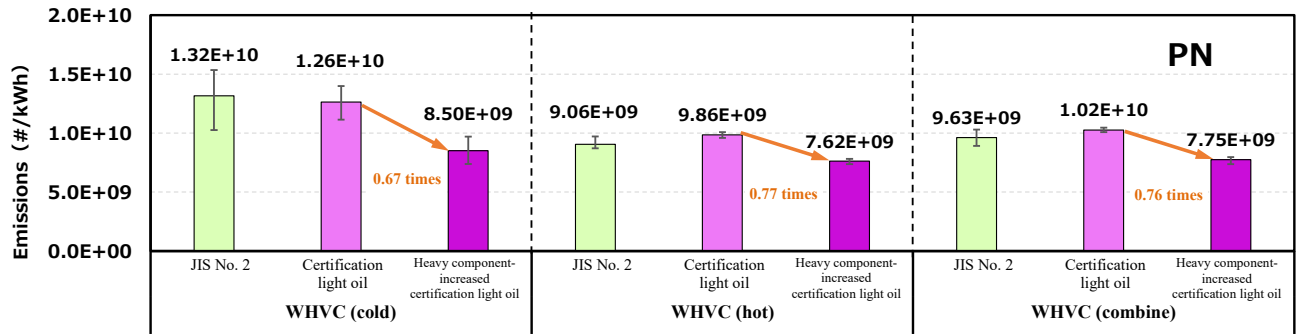 Emissions (#/kWh)
2.0E+10
1.5E+10
1.0E+10
5.0E+09
0.0E+00
PN
1.32E+10
1.26E+10
8.50E+09
0.67 times
9.06E+09
9.86E+09
7.62E+09
0.77 times
9.63E+09
1.02E+10
7.75E+09
0.76 times
JIS No. 2
Certification
light oil
Heavy component-
increased
certification light oil
WHVC (cold)
JIS No. 2
Certification
light oil
Heavy component-
increased
certification light oil
WHVC (hot)
JIS No. 2
Certification
light oil
Heavy component-
increased
certification light oil
WHVC (combine)